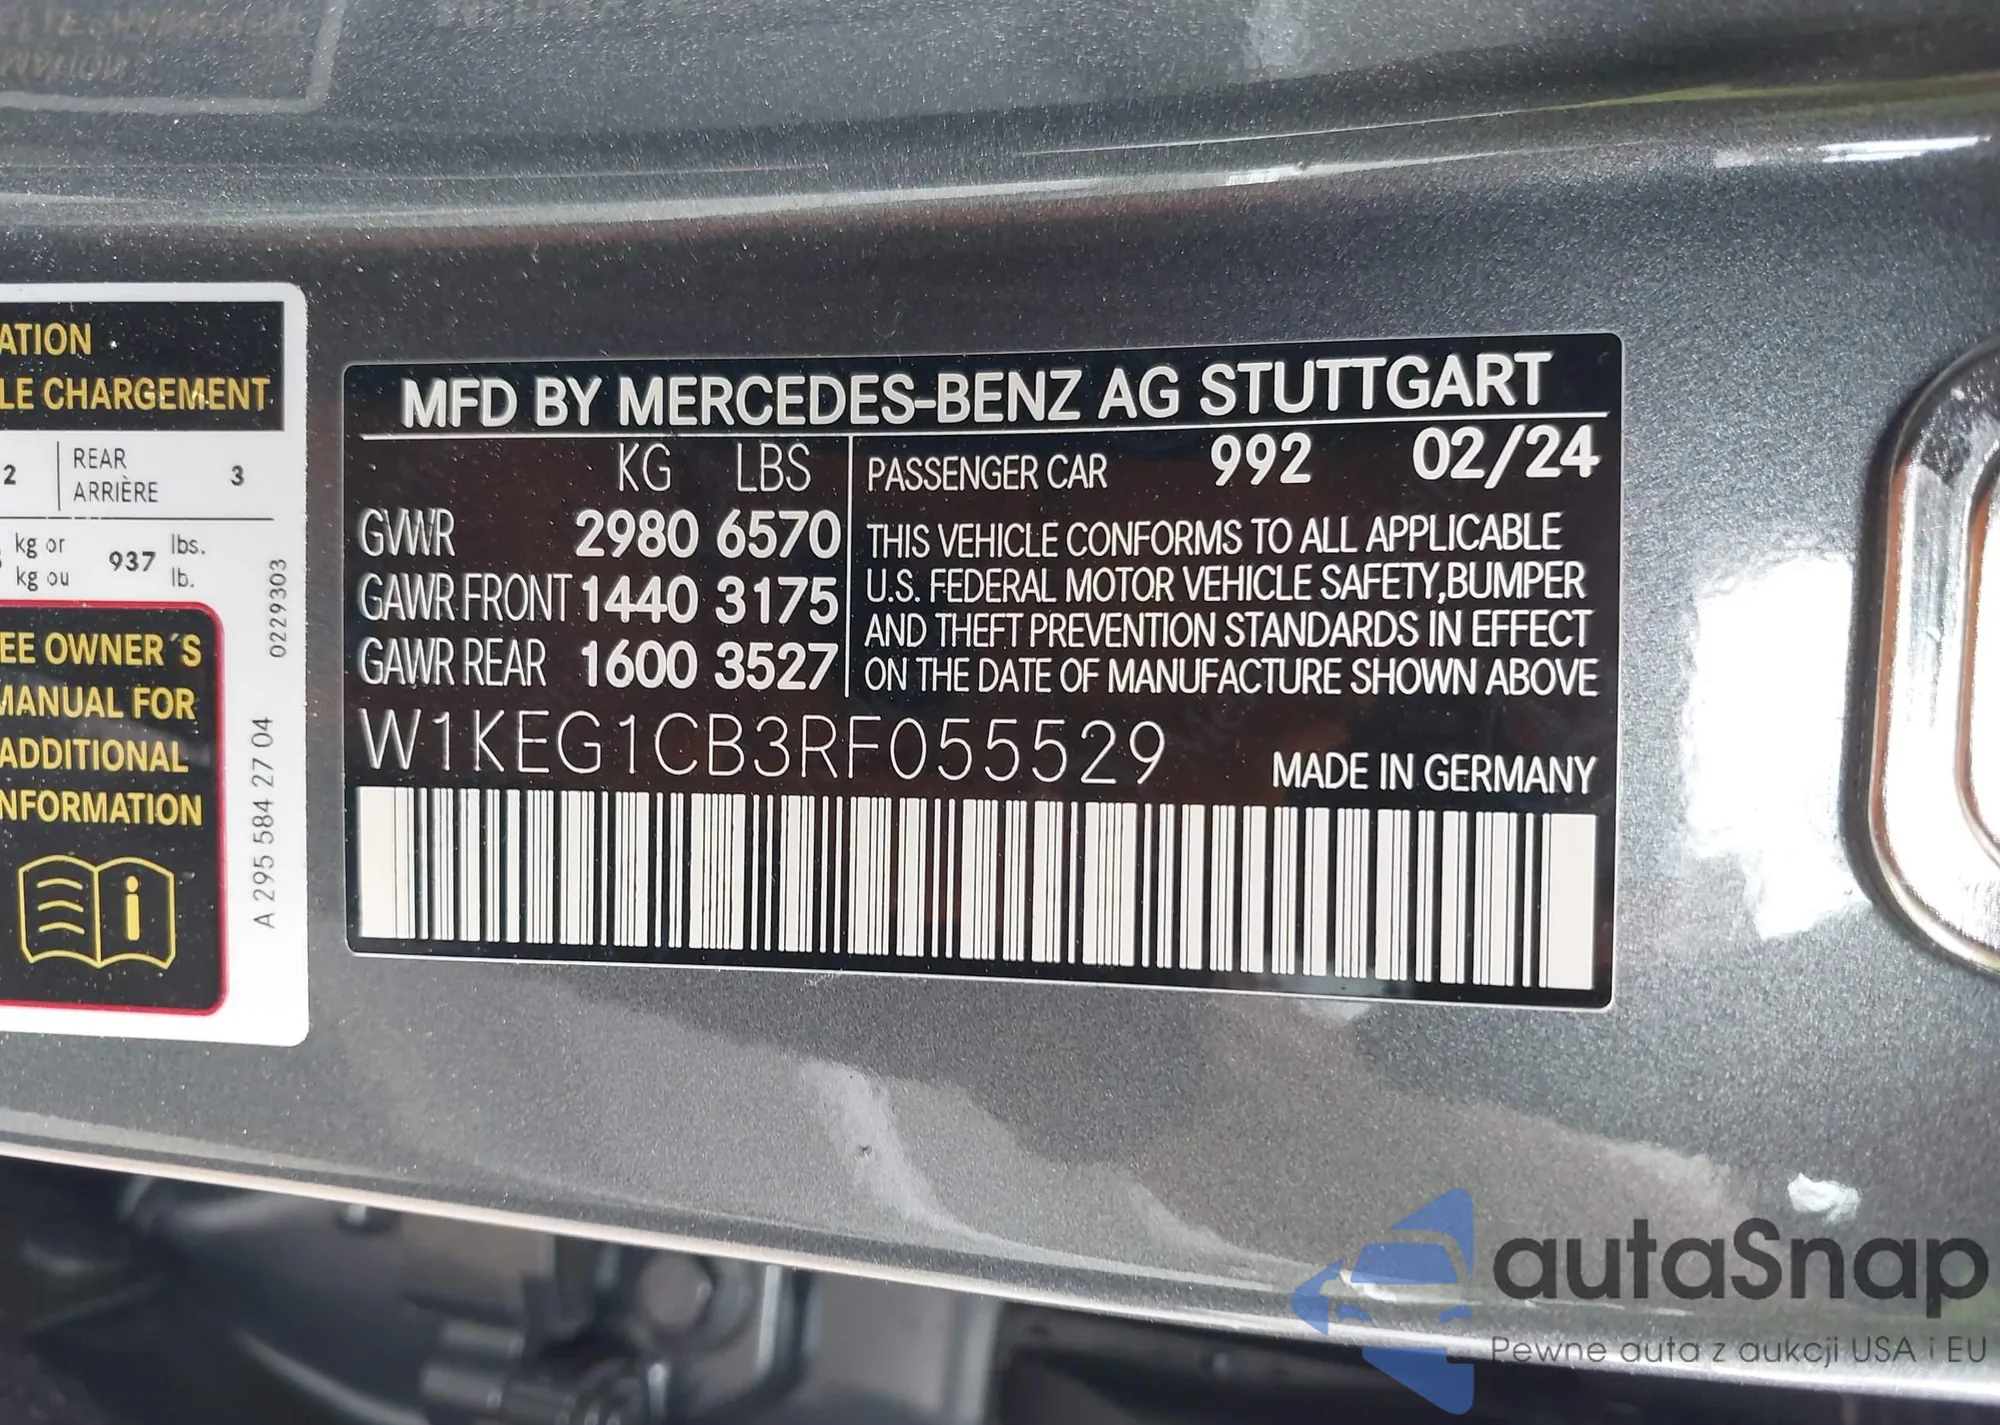 ATION
LE CHARGEMENT
2 REAR 3
ARRIÈRE
kg or 937 lbs.
kg ou lb.
EE OWNER´S
MANUAL FOR
ADDITIONAL
NFORMATION
0229303
A 295 584 27 04
MFD BY MERCEDES-BENZ AG STUTTGART
KG LBS
GVWR 2980 6570
GAWR FRONT 1440 3175
GAWR REAR 1600 3527
PASSENGER CAR 992 02/24
THIS VEHICLE CONFORMS TO ALL APPLICABLE
U.S. FEDERAL MOTOR VEHICLE SAFETY,BUMPER
AND THEFT PREVENTION STANDARDS IN EFFECT
ON THE DATE OF MANUFACTURE SHOWN ABOVE
W1KEG1CB3RF055529
MADE IN GERMANY
autaSnap
Pewne auta z aukcji USA i EU